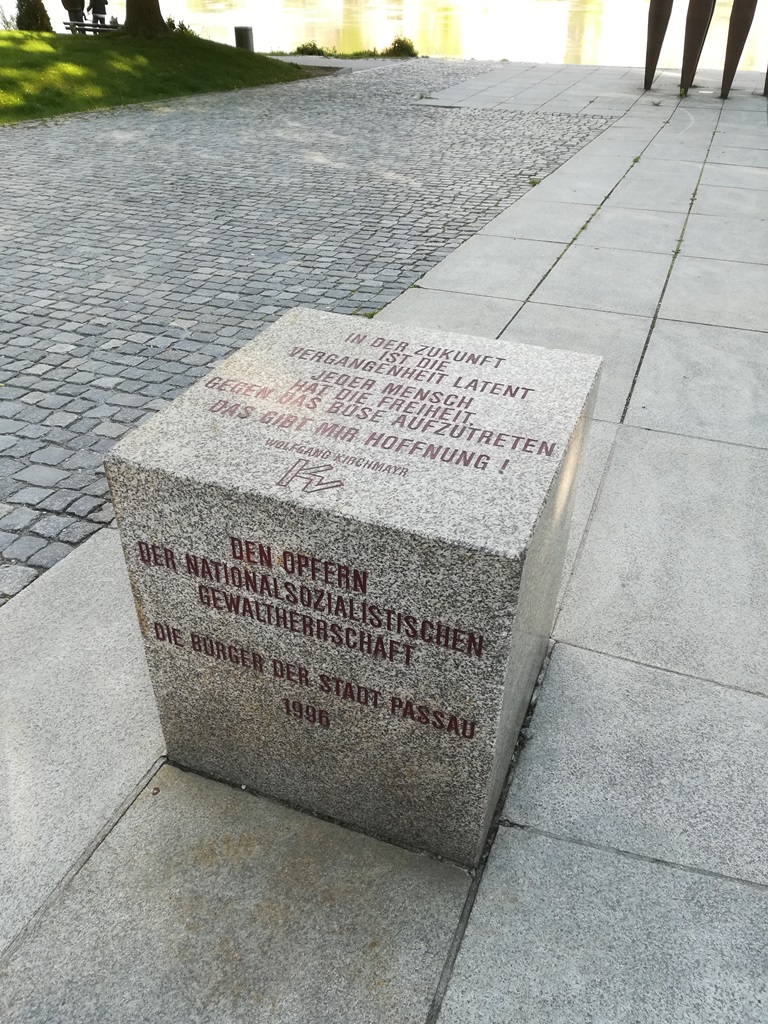 IN DER ZUKUNFT
IST DIE
VERGANGENHEIT LATENT
JEDER MENSCH
HAT DIE FREIHEIT,
GEGEN DAS BÖSE AUFZUTRETEN
DAS GIBT MIR HOFFNUNG !
WOLFGANG KIRCHMAYR
DEN OPFERN
DER NATIONALSOZIALISTISCHEN
GEWALTHERRSCHAFT
DIE BÜRGER DER STADT PASSAU
1996